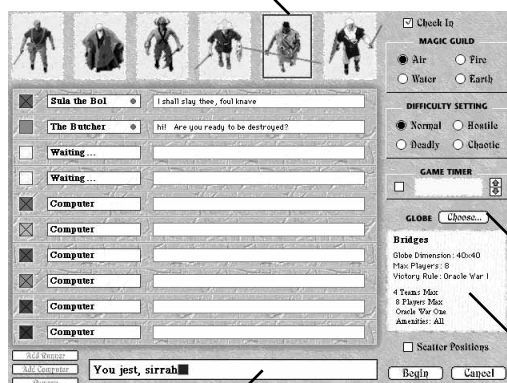 Check In
MAGIC GUILD
Air Fire
Water Earth
DIFFICULTY SETTING
Normal Hostile
Deadly Chaotic
GAME TIMER
GLOBE Choose...
Bridges
Globe Dimension: 40x40
Max Players: 8
Victory Rule: Oracle War I
4 Teams Max
8 Players Max
Oracle War One
Amenities: All
Scatter Positions
Begin Cancel
Sula the Bol I shall slay thee, foul knave
The Butcher hi! Are you ready to be destroyed?
Waiting...
Waiting...
Computer
Computer
Computer
Computer
Computer
Computer
Add Runner
Add Computer
You jest, sirrah